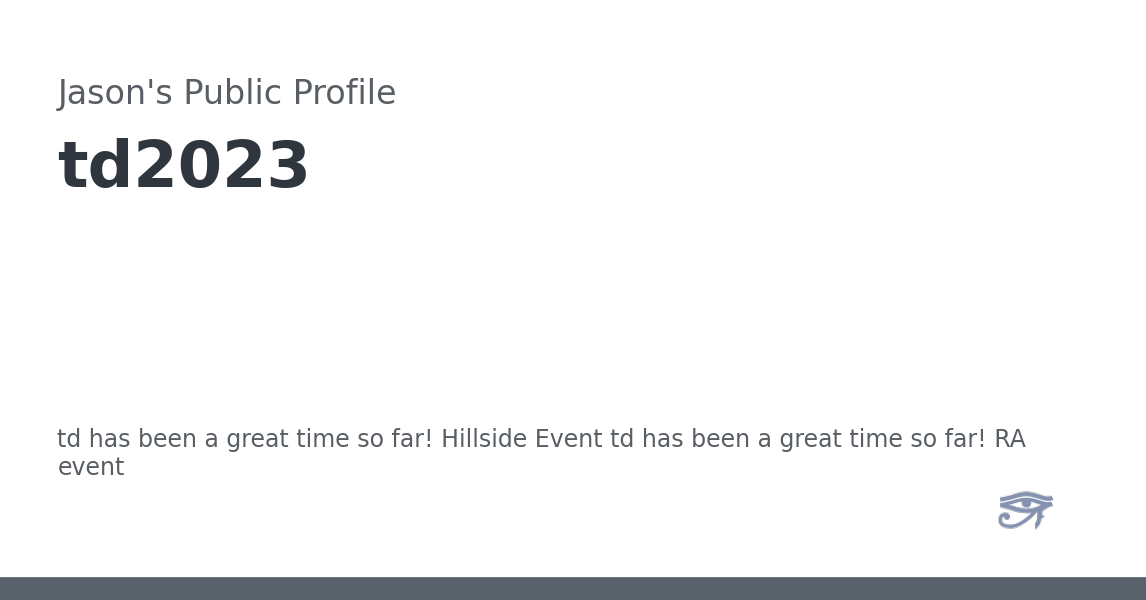 Jason's Public Profile
td2023
td has been a great time so far! Hillside Event td has been a great time so far! RA
event